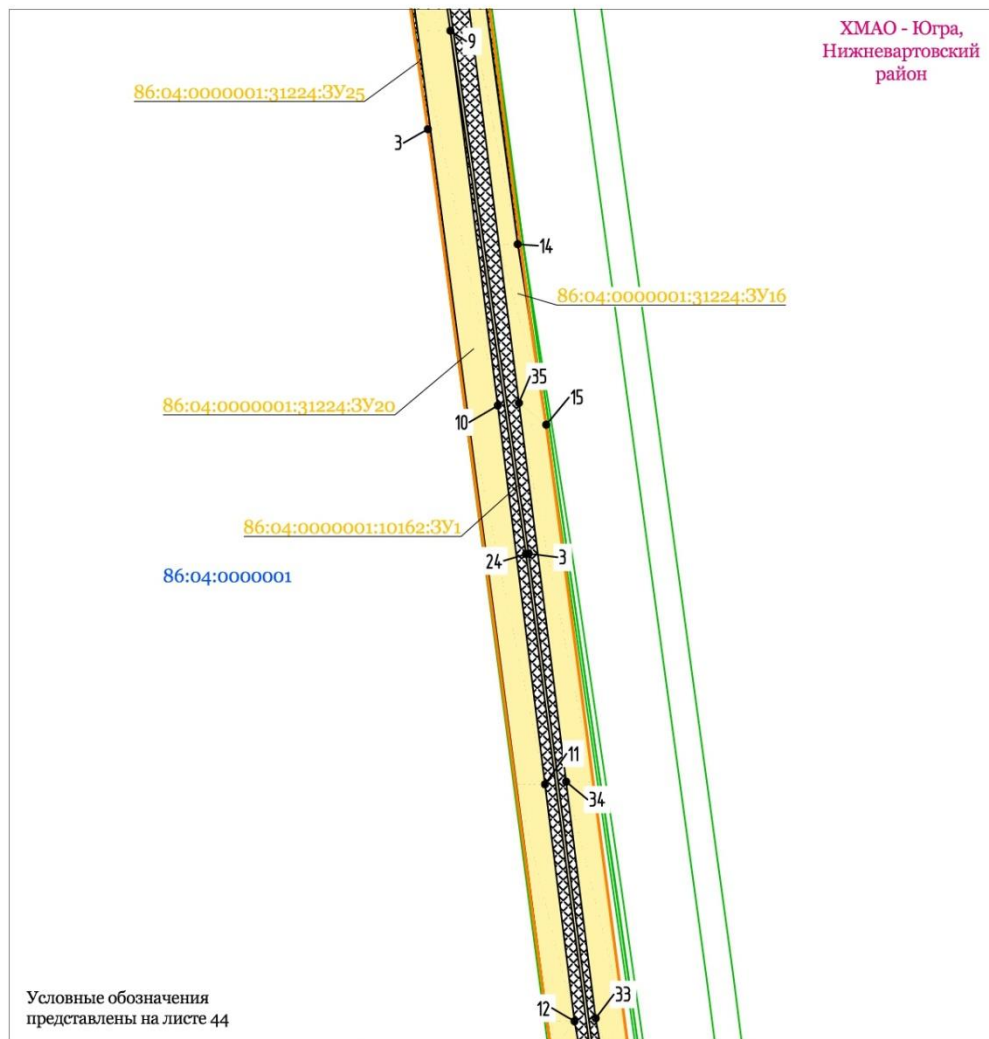 ХМАО - Югра,
Нижневартовский
район
9
86:04:0000001:31224:ЗУ25
3
14
86:04:0000001:31224:ЗУ16
35
86:04:0000001:31224:ЗУ20
10
15
86:04:0000001:10162:ЗУ1
24
3
86:04:0000001
11
34
33
12
Условные обозначения
представлены на листе 44